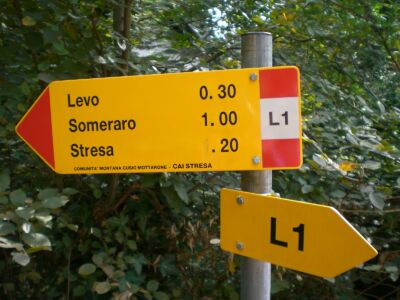 Levo 0.30
Someraro 1.00
Stresa .20
L1
COMUNITA' MONTANA CUSIO MOTTARONE - CAI STRESA
L1